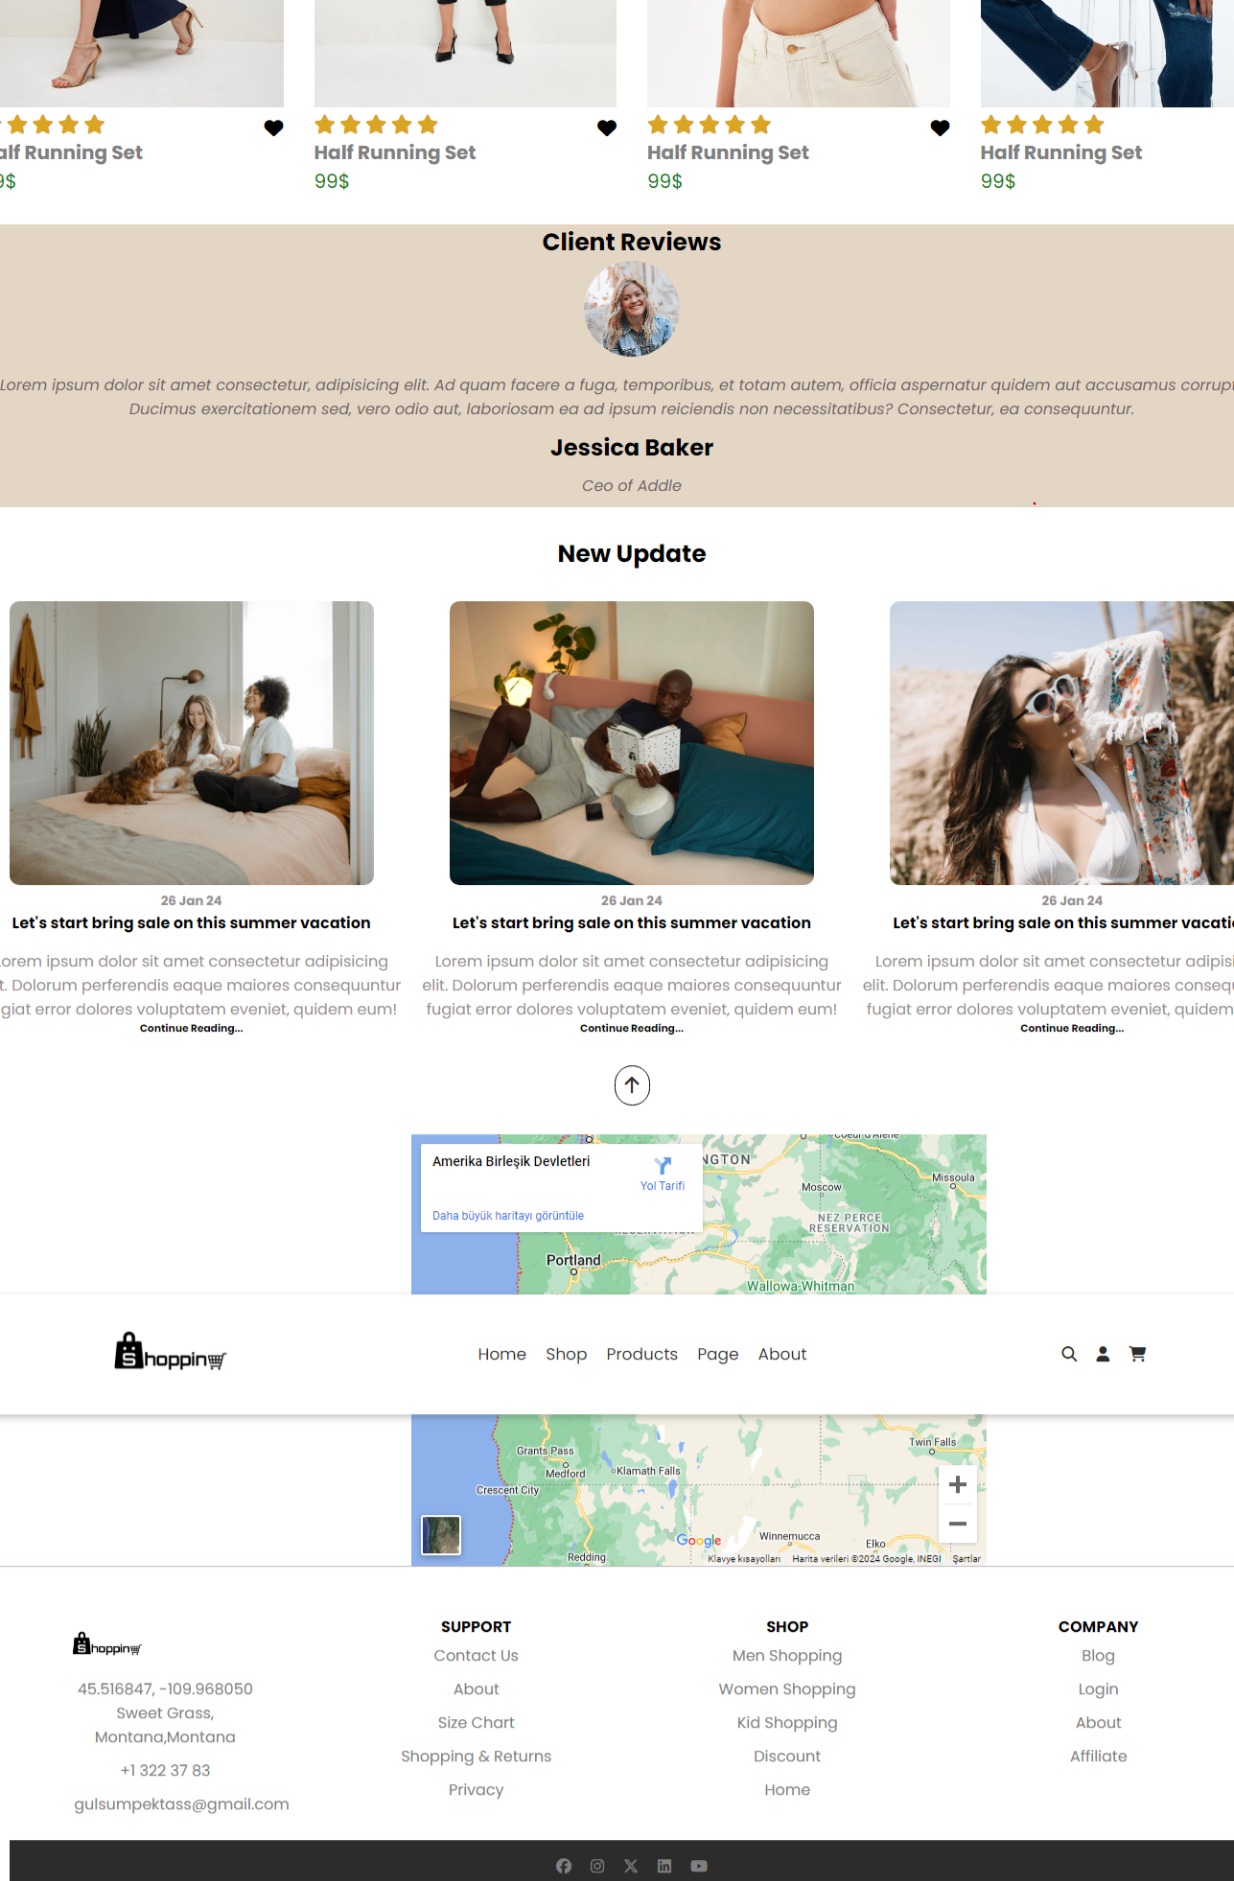 alf Running Set
Half Running Set
Half Running Set
Half Running Set
9$
99$
99$
99$
Client Reviews
Lorem ipsum dolor sit amet consectetur, adipisicing elit. Ad quam facere a fuga, temporibus, et totam autem, officia aspernatur quidem aut accusamus corrupt
Ducimus exercitationem sed, vero odio aut, laboriosam ea ad ipsum reiciendis non necessitatibus? Consectetur, ea consequuntur.
Jessica Baker
Ceo of Addle
New Update
26 Jan 24
Let's start bring sale on this summer vacation
orem ipsum dolor sit amet consectetur adipisicing
t. Dolorum perferendis eaque maiores consequuntur
giat error dolores voluptatem eveniet, quidem eum!
Continue Reading...
26 Jan 24
Let's start bring sale on this summer vacation
Lorem ipsum dolor sit amet consectetur adipisicing
elit. Dolorum perferendis eaque maiores consequuntur
fugiat error dolores voluptatem eveniet, quidem eum!
Continue Reading...
26 Jan 24
Let's start bring sale on this summer vacati
Lorem ipsum dolor sit amet consectetur adipisi
elit. Dolorum perferendis eaque maiores consequ
fugiat error dolores voluptatem eveniet, quidem
Continue Reading...
Amerika Birleşik Devletleri
Yol Tarifi
Daha büyük haritayı görüntüle
NGTON
Coeur d'Alene
Missoula
Moscow
NEZ PERCE
RESERVATION
RESERVATION
Portland
Wallowa-Whitman
Shopping
Home Shop Products Page About
Grants Pass
Medford
Klamath Falls
Crescent City
Twin Falls
Redding
Google
Winnemucca
Elko
Klavye kısayolları Harita verileri ©2024 Google, INEGI Şartlar
Shopping
45.516847, -109.968050
Sweet Grass,
Montana,Montana
+1 322 37 83
gulsumpektass@gmail.com
SUPPORT
Contact Us
About
Size Chart
Shopping & Returns
Privacy
SHOP
Men Shopping
Women Shopping
Kid Shopping
Discount
Home
COMPANY
Blog
Login
About
Affiliate